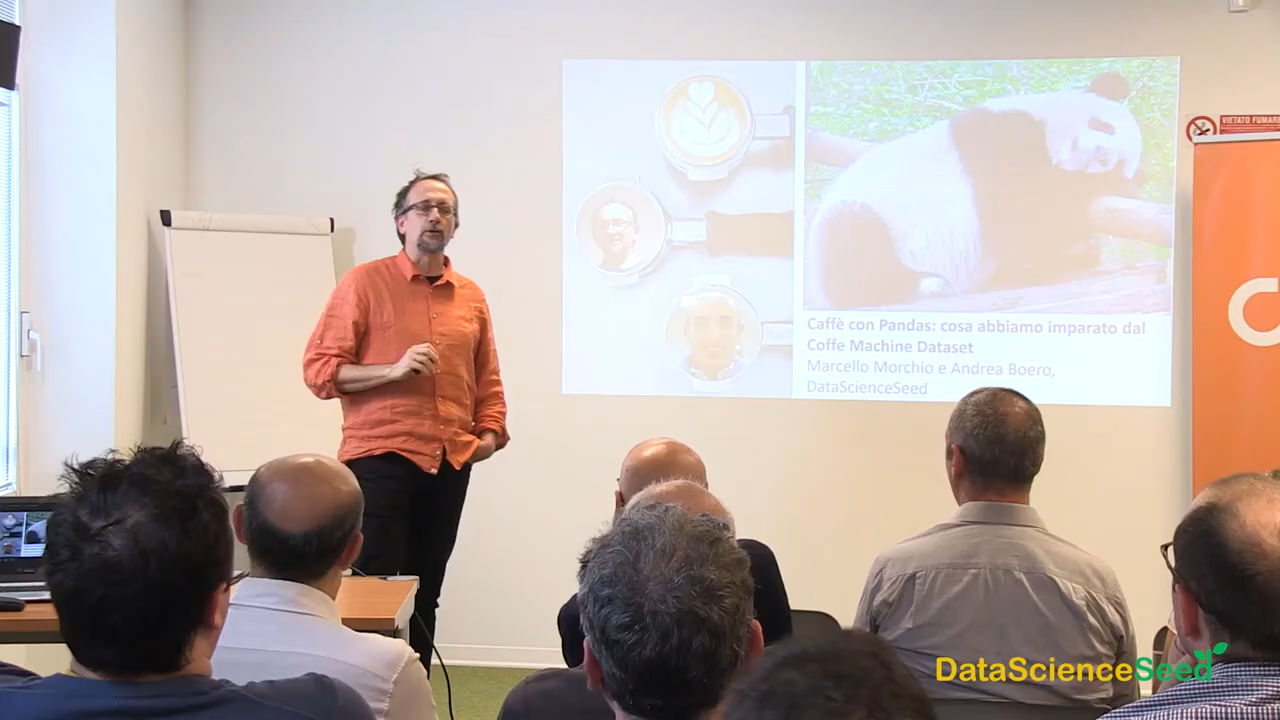 VIETATO FUMARE
Caffè con Pandas: cosa abbiamo imparato dal
Coffe Machine Dataset
Marcello Morchio e Andrea Boero,
DataScienceSeed
DataScienceSeed